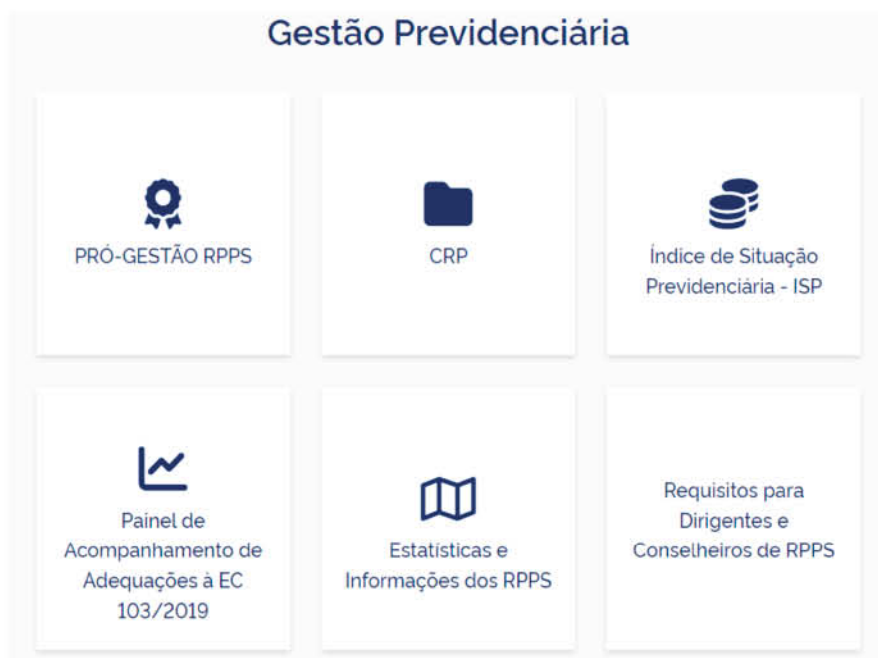 Gestão Previdenciária
PRÓ-GESTÃO RPPS
CRP
Índice de Situação
Previdenciária - ISP
Painel de
Acompanhamento de
Adequações à EC
103/2019
Estatísticas e
Informações dos RPPS
Requisitos para
Dirigentes e
Conselheiros de RPPS